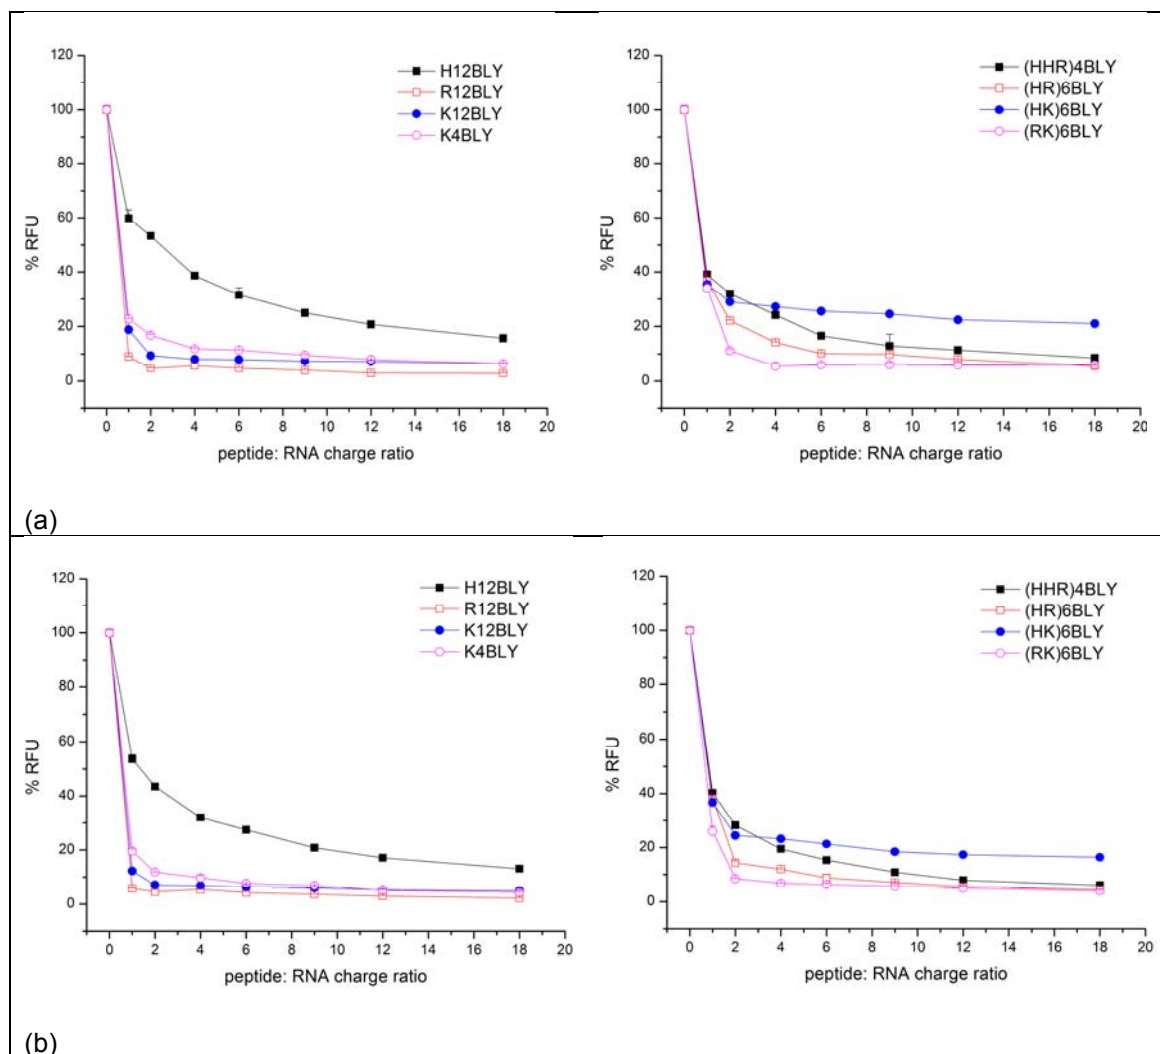 120
100
80
60
40
20
0
% RFU
H12BLY
R12BLY
K12BLY
K4BLY
0 2 4 6 8 10 12 14 16 18 20
peptide: RNA charge ratio
120
100
80
60
40
20
0
% RFU
(HHR)4BLY
(HR)6BLY
(HK)6BLY
(RK)6BLY
0 2 4 6 8 10 12 14 16 18 20
peptide: RNA charge ratio
(a)
120
100
80
60
40
20
0
% RFU
H12BLY
R12BLY
K12BLY
K4BLY
0 2 4 6 8 10 12 14 16 18 20
peptide: RNA charge ratio
120
100
80
60
40
20
0
% RFU
(HHR)4BLY
(HR)6BLY
(HK)6BLY
(RK)6BLY
0 2 4 6 8 10 12 14 16 18 20
peptide: RNA charge ratio
(b)